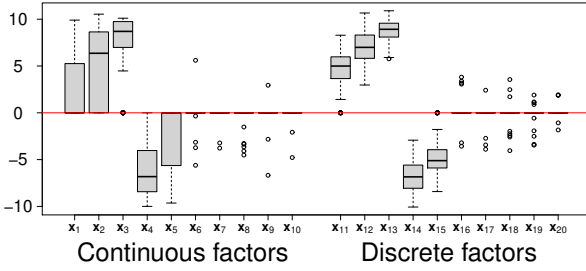 10
5
0
−5
−10
x₁ x₂ x₃ x₄ x₅ x₆ x₇ x₈ x₉ x₁₀ x₁₁ x₁₂ x₁₃ x₁₄ x₁₅ x₁₆ x₁₇ x₁₈ x₁₉ x₂₀
Continuous factors Discrete factors